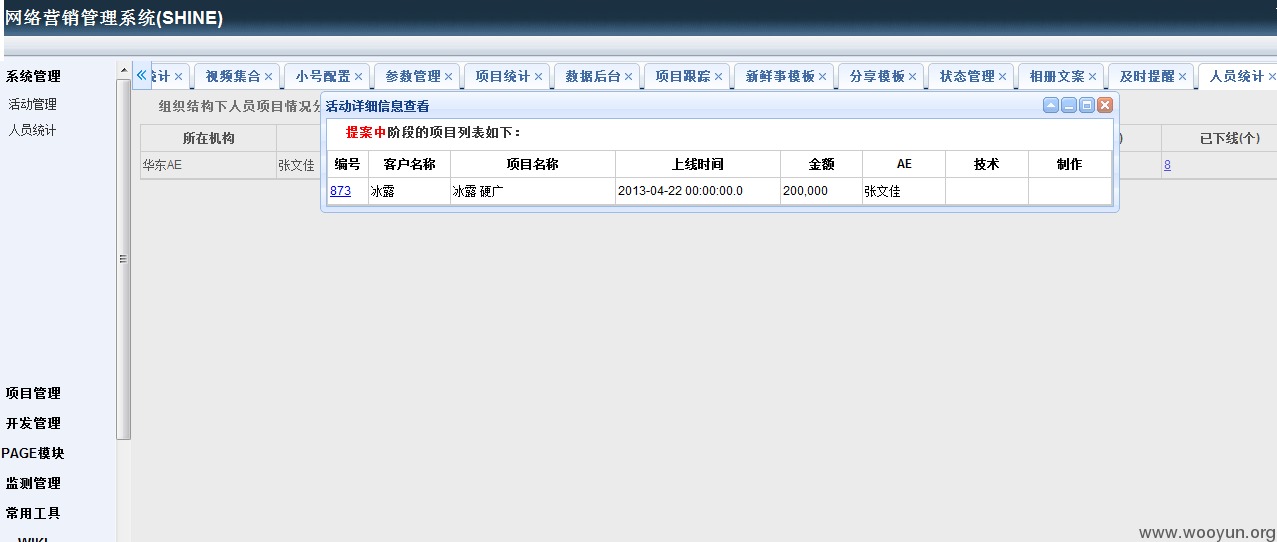 网络营销管理系统(SHINE)
系统管理
活动管理
人员统计
项目管理
开发管理
PAGE模块
监测管理
常用工具
WIKI
计 视频集合 小号配置 参数管理 项目统计 数据后台 项目跟踪 新鲜事模板 分享模板 状态管理 相册文案 及时提醒 人员统计
组织结构下人员项目情况分
所在机构 已下线(个)
华东AE 张文佳 8
活动详细信息查看
提案中阶段的项目列表如下：
编号 客户名称 项目名称 上线时间 金额 AE 技术 制作
873 冰露 冰露 硬广 2013-04-22 00:00:00.0 200,000 张文佳
www.wooyun.org